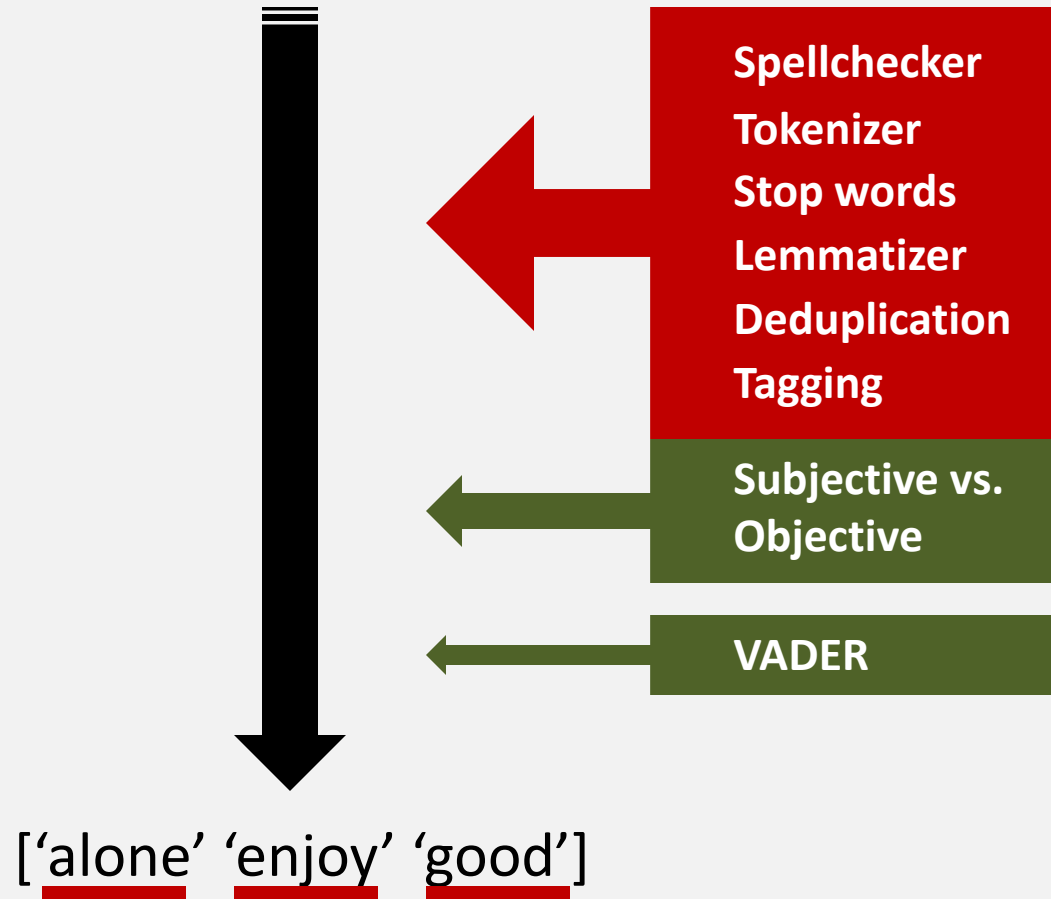 Spellchecker
Tokenizer
Stop words
Lemmatizer
Deduplication
Tagging
Subjective vs.
Objective
VADER
[‘alone’ ‘enjoy’ ‘good’]